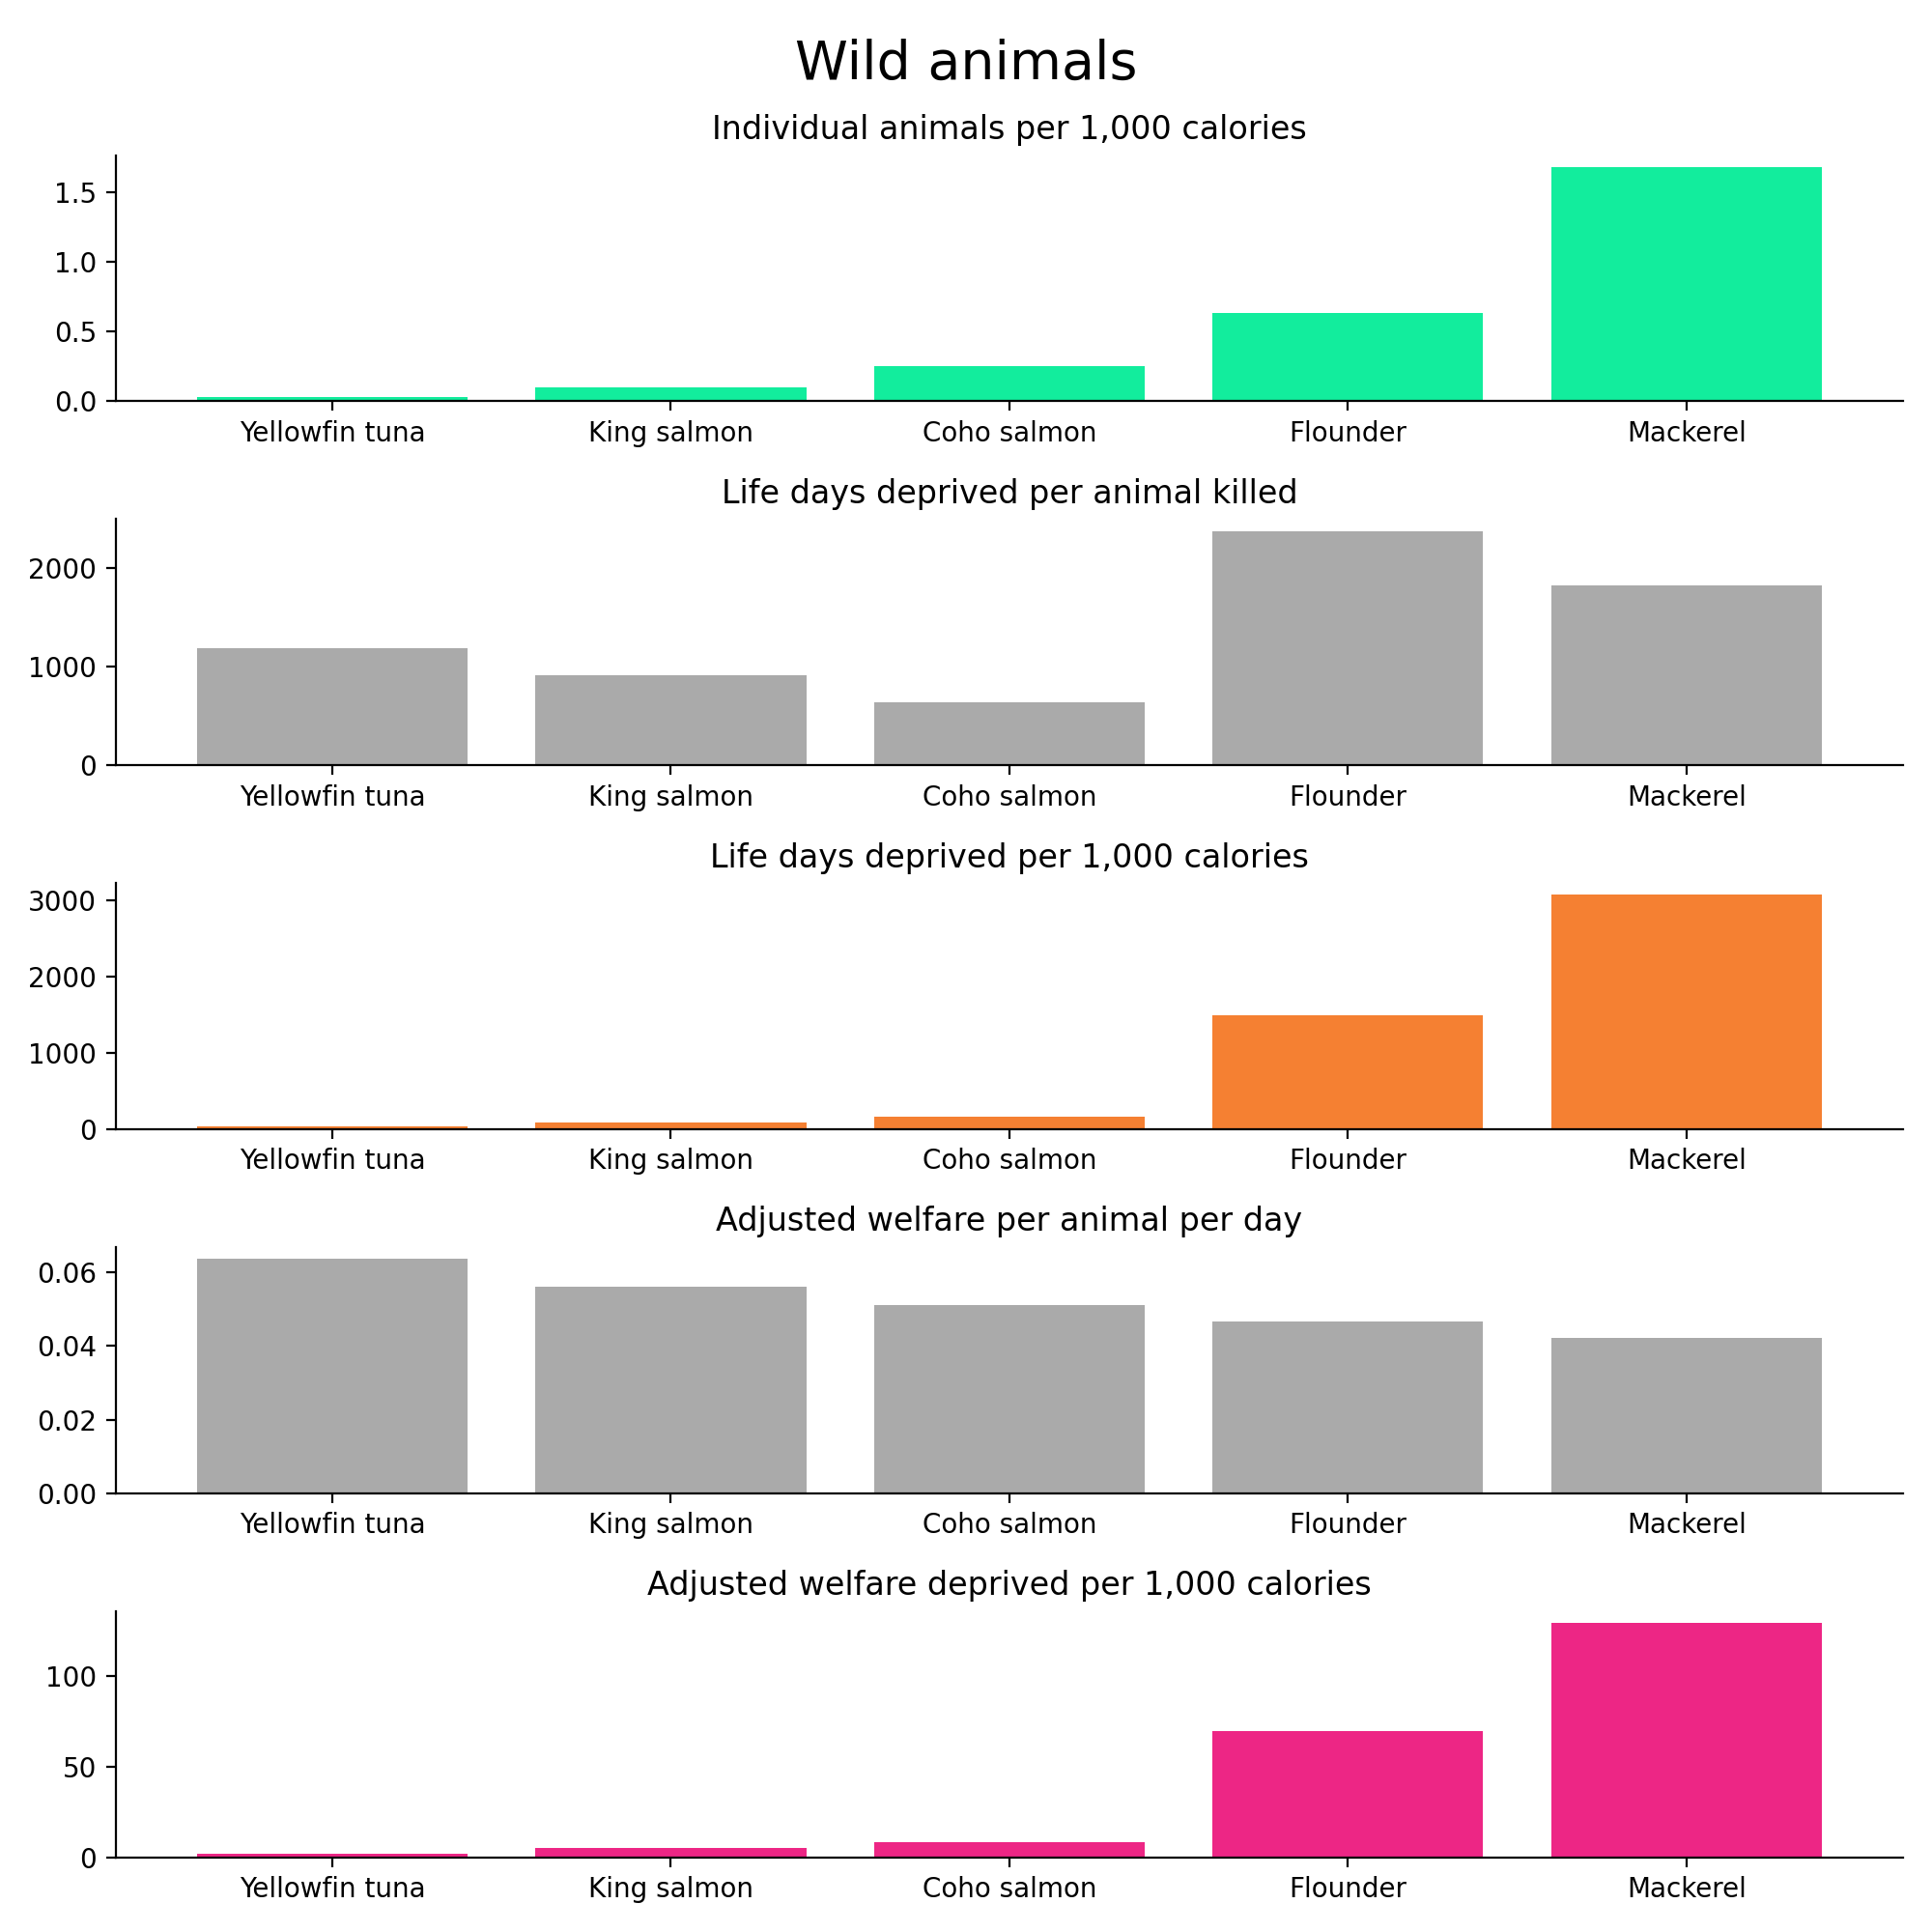 Wild animals
Individual animals per 1,000 calories
1.5
1.0
0.5
0.0
Yellowfin tuna King salmon Coho salmon Flounder Mackerel
Life days deprived per animal killed
2000
1000
0
Yellowfin tuna King salmon Coho salmon Flounder Mackerel
Life days deprived per 1,000 calories
3000
2000
1000
0
Yellowfin tuna King salmon Coho salmon Flounder Mackerel
Adjusted welfare per animal per day
0.06
0.04
0.02
0.00
Yellowfin tuna King salmon Coho salmon Flounder Mackerel
Adjusted welfare deprived per 1,000 calories
100
50
0
Yellowfin tuna King salmon Coho salmon Flounder Mackerel